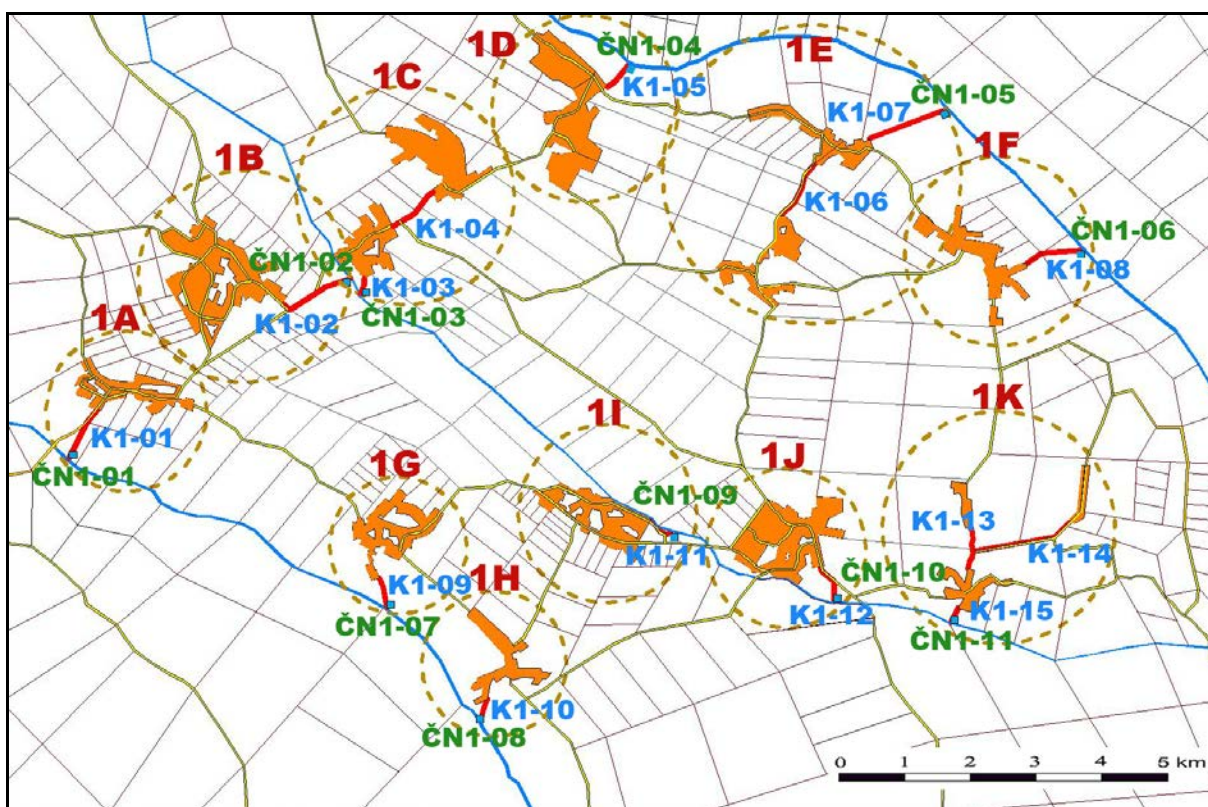 1D
ČN1-04
1E
1C
K1-05
K1-07
ČN1-05
1B
1F
K1-06
K1-04
ČN1-06
ČN1-02
K1-08
K1-03
K1-02
ČN1-03
1A
1K
K1-01
1I
ČN1-01
1G
1J
ČN1-09
K1-13
K1-11
K1-14
1H
K1-09
ČN1-10
ČN1-07
K1-12
K1-15
ČN1-11
K1-10
ČN1-08
0 1 2 3 4 5 km